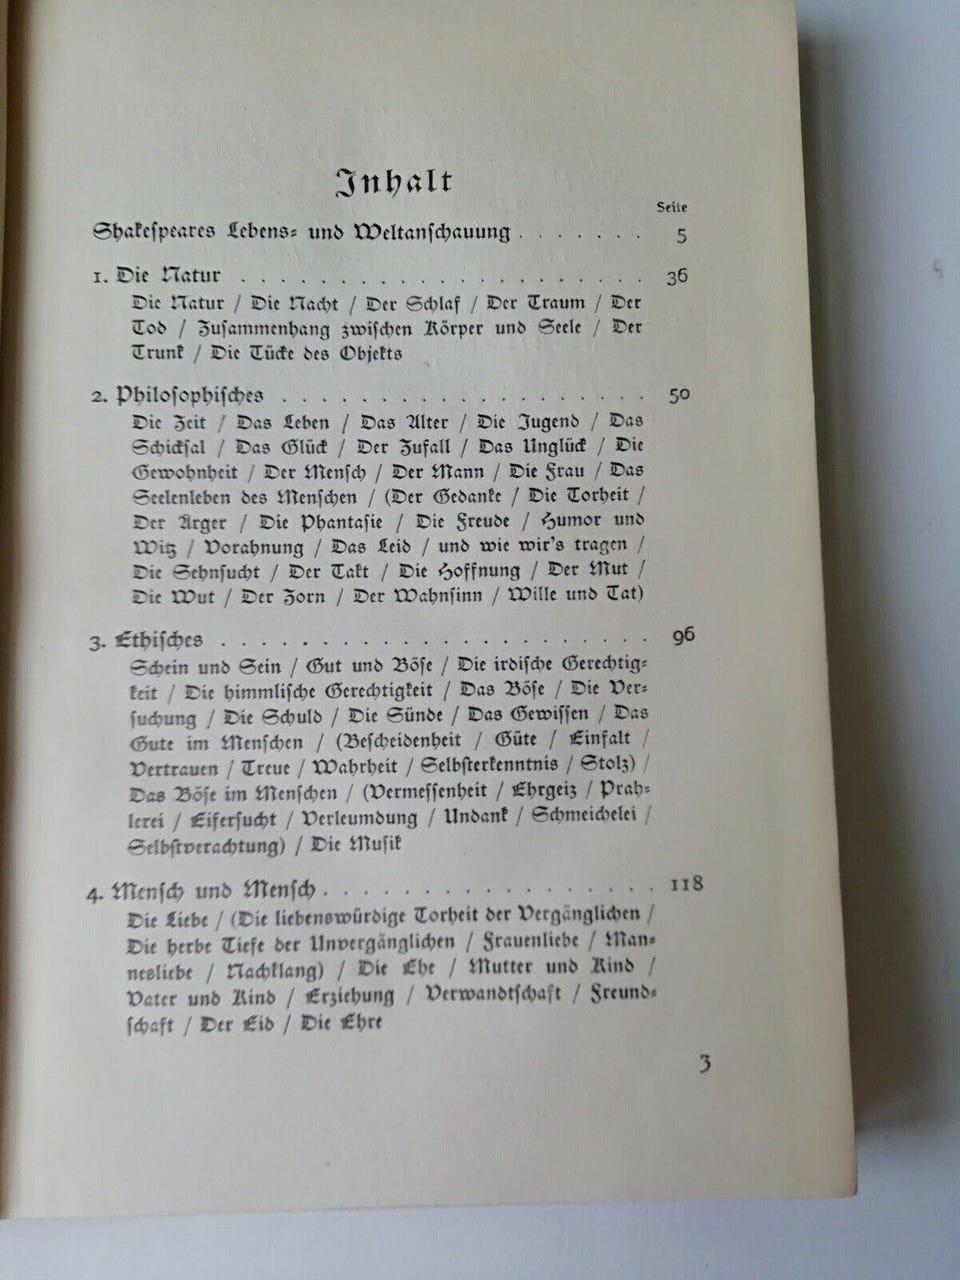 Inhalt
Seite
Shakespeares Lebens- und Weltanschauung . . . . . . . 5
1. Die Natur . . . . . . . . . . . . . . . . . . 36
Die Natur / Die Nacht / Der Schlaf / Der Traum / Der
Tod / Zusammenhang zwischen Körper und Seele / Der
Trunk / Die Tücke des Objekts
2. Philosophisches . . . . . . . . . . . . . . . . 50
Die Zeit / Das Leben / Das Alter / Die Jugend / Das
Schicksal / Das Glück / Der Zufall / Das Unglück / Die
Gewohnheit / Der Mensch / Der Mann / Die Frau / Das
Seelenleben des Menschen / (Der Gedanke / Die Torheit /
Der Ärger / Die Phantasie / Die Freude / Humor und
Witz / Vorahnung / Das Leid / und wie wir's tragen /
Die Sehnsucht / Der Takt / Die Hoffnung / Der Mut /
Die Wut / Der Zorn / Der Wahnsinn / Wille und Tat)
3. Ethisches . . . . . . . . . . . . . . . . . . . 96
Schein und Sein / Gut und Böse / Die irdische Gerechtig-
keit / Die himmlische Gerechtigkeit / Das Böse / Die Ver-
suchung / Die Schuld / Die Sünde / Das Gewissen / Das
Gute im Menschen / (Bescheidenheit / Güte / Einfalt /
Vertrauen / Treue / Wahrheit / Selbsterkenntnis / Stolz) /
Das Böse im Menschen / (Vermessenheit / Ehrgeiz / Prah-
lerei / Eifersucht / Verleumdung / Undank / Schmeichelei /
Selbstverachtung) / Die Musik
4. Mensch und Mensch . . . . . . . . . . . . . . . 118
Die Liebe / (Die liebenswürdige Torheit der Vergänglichen /
Die herbe Tiefe der Unvergänglichen / Frauenliebe / Man-
nesliebe / Nachklang) / Die Ehe / Mutter und Kind /
Vater und Kind / Erziehung / Verwandtschaft / Freund-
schaft / Der Eid / Die Ehre
3